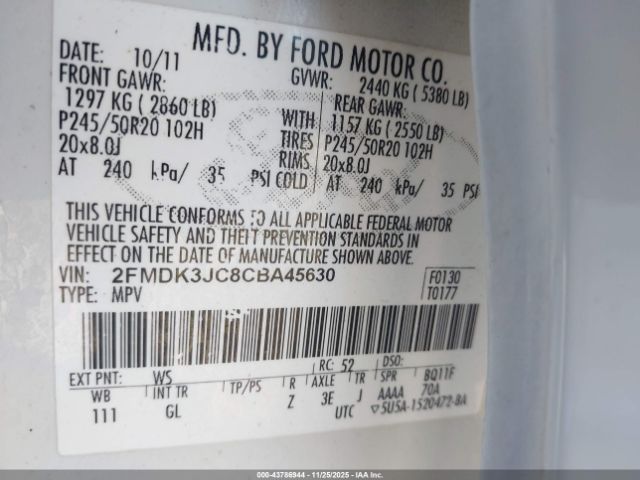 MFD. BY FORD MOTOR CO.
DATE: 10/11
GVWR: 2440 KG ( 5380 LB)
FRONT GAWR: REAR GAWR:
1297 KG ( 2860 LB) WITH 1157 KG ( 2550 LB)
P245/50R20 102H TIRES P245/50R20 102H
20x8.0J RIMS 20x8.0J
AT 240 kPa/ 35 PSI COLD AT 240 kPa/ 35 PSI
THIS VEHICLE CONFORMS TO ALL APPLICABLE FEDERAL MOTOR
VEHICLE SAFETY AND THEFT PREVENTION STANDARDS IN
EFFECT ON THE DATE OF MANUFACTURE SHOWN ABOVE.
VIN: 2FMDK3JC8CBA45630 F0130
TYPE: MPV T0177
RC: 52 DSO:
EXT PNT: WS
WB INT TR TP/PS R AXLE TR SPR BQ11F
111 GL Z 3E J AAAA 70A
UTC ▽5U5A-1520472-BA
000-43786944 - 11/25/2025 - IAA Inc.